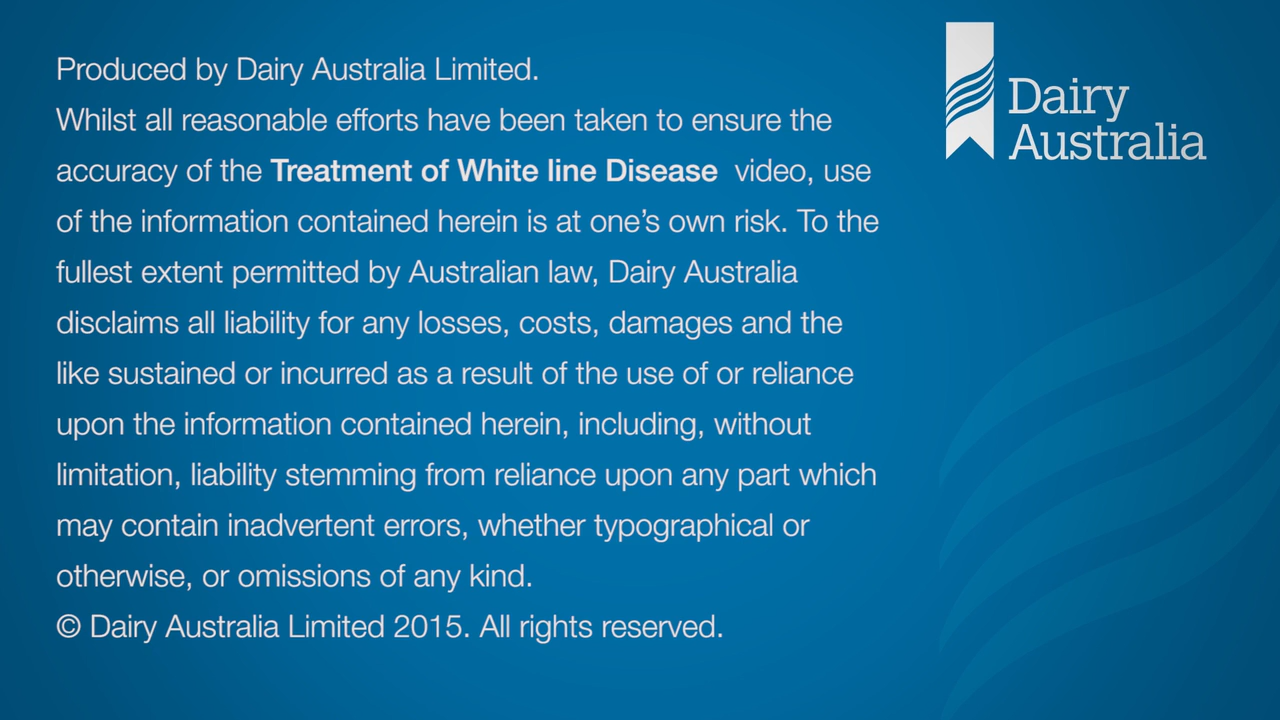 Produced by Dairy Australia Limited.
Whilst all reasonable efforts have been taken to ensure the
accuracy of the Treatment of White line Disease  video, use
of the information contained herein is at one’s own risk. To the
fullest extent permitted by Australian law, Dairy Australia
disclaims all liability for any losses, costs, damages and the
like sustained or incurred as a result of the use of or reliance
upon the information contained herein, including, without
limitation, liability stemming from reliance upon any part which
may contain inadvertent errors, whether typographical or
otherwise, or omissions of any kind.
© Dairy Australia Limited 2015. All rights reserved.
Dairy
Australia